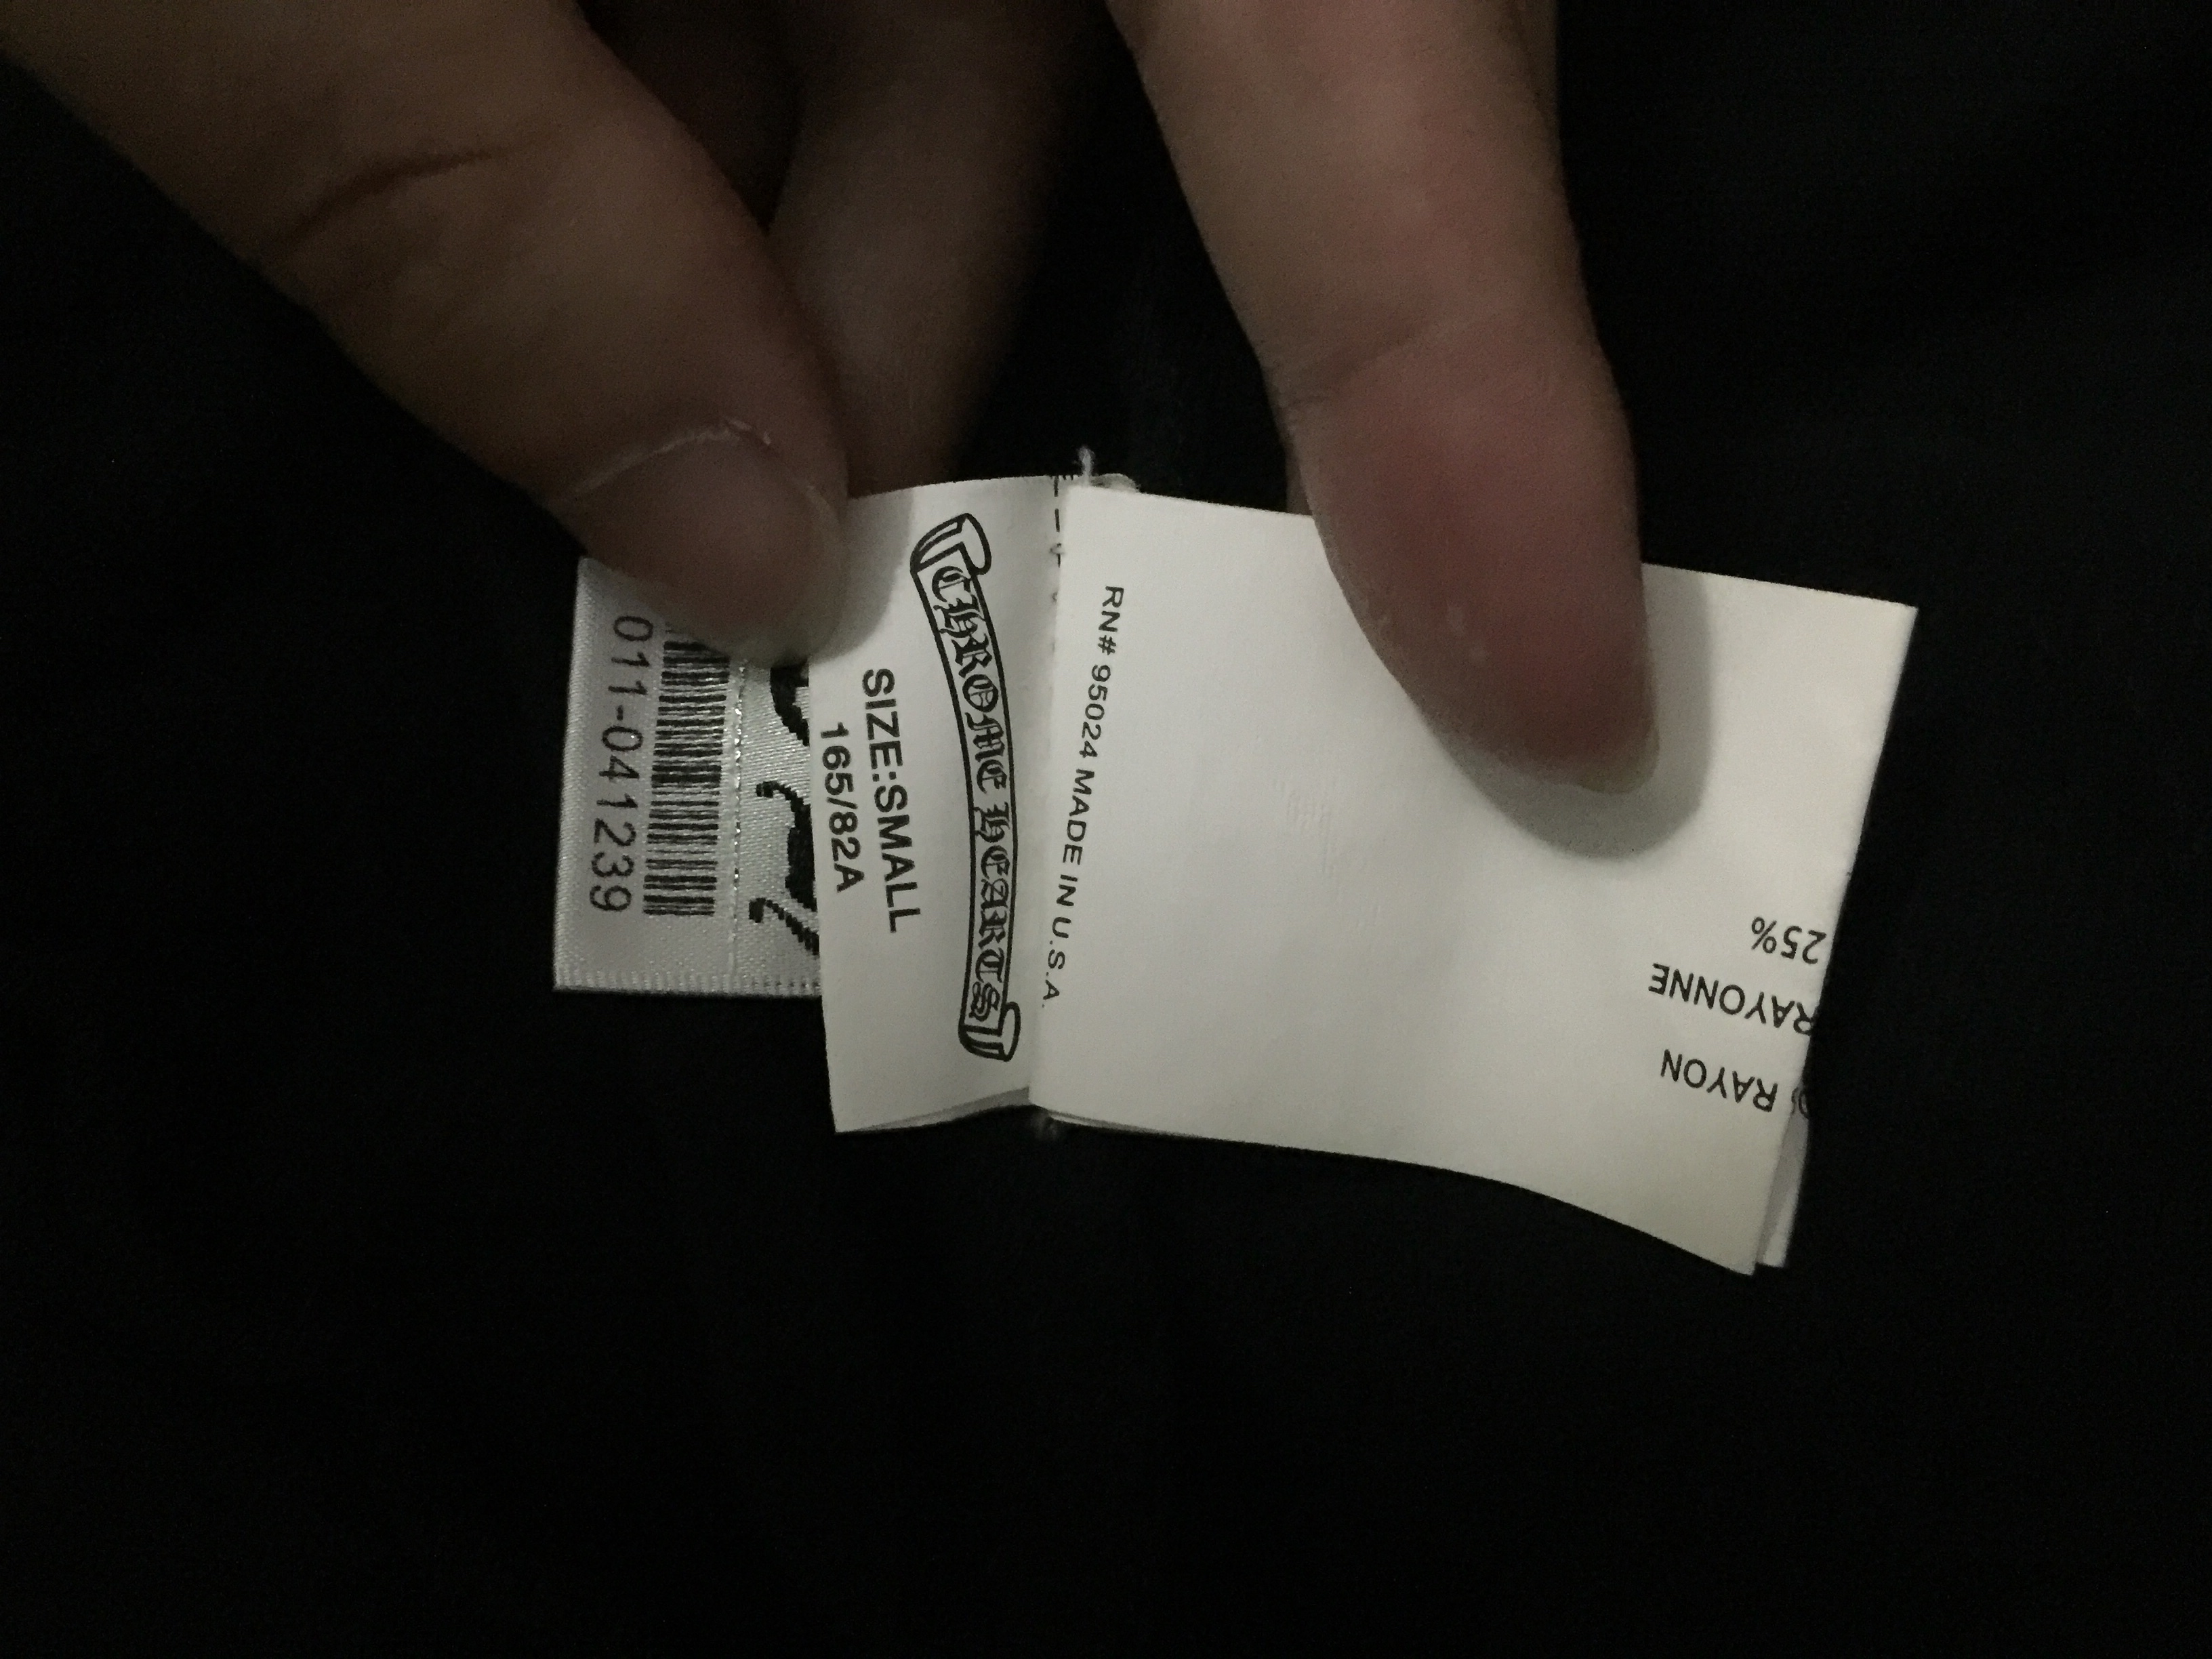 011-041239
CHROME HEARTS
SIZE:SMALL
165/82A
RN# 95024 MADE IN U.S.A.
RAYON
RAYONNE
25%